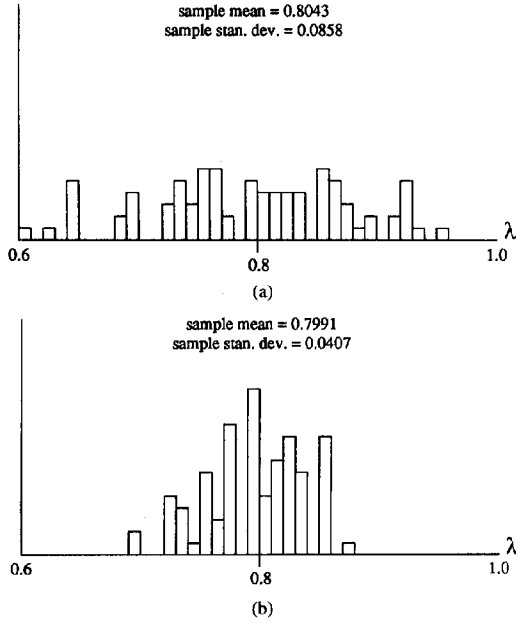 sample mean = 0.8043
sample stan. dev. = 0.0858
λ
0.6
0.8
1.0
(a)
sample mean = 0.7991
sample stan. dev. = 0.0407
λ
0.6
0.8
1.0
(b)